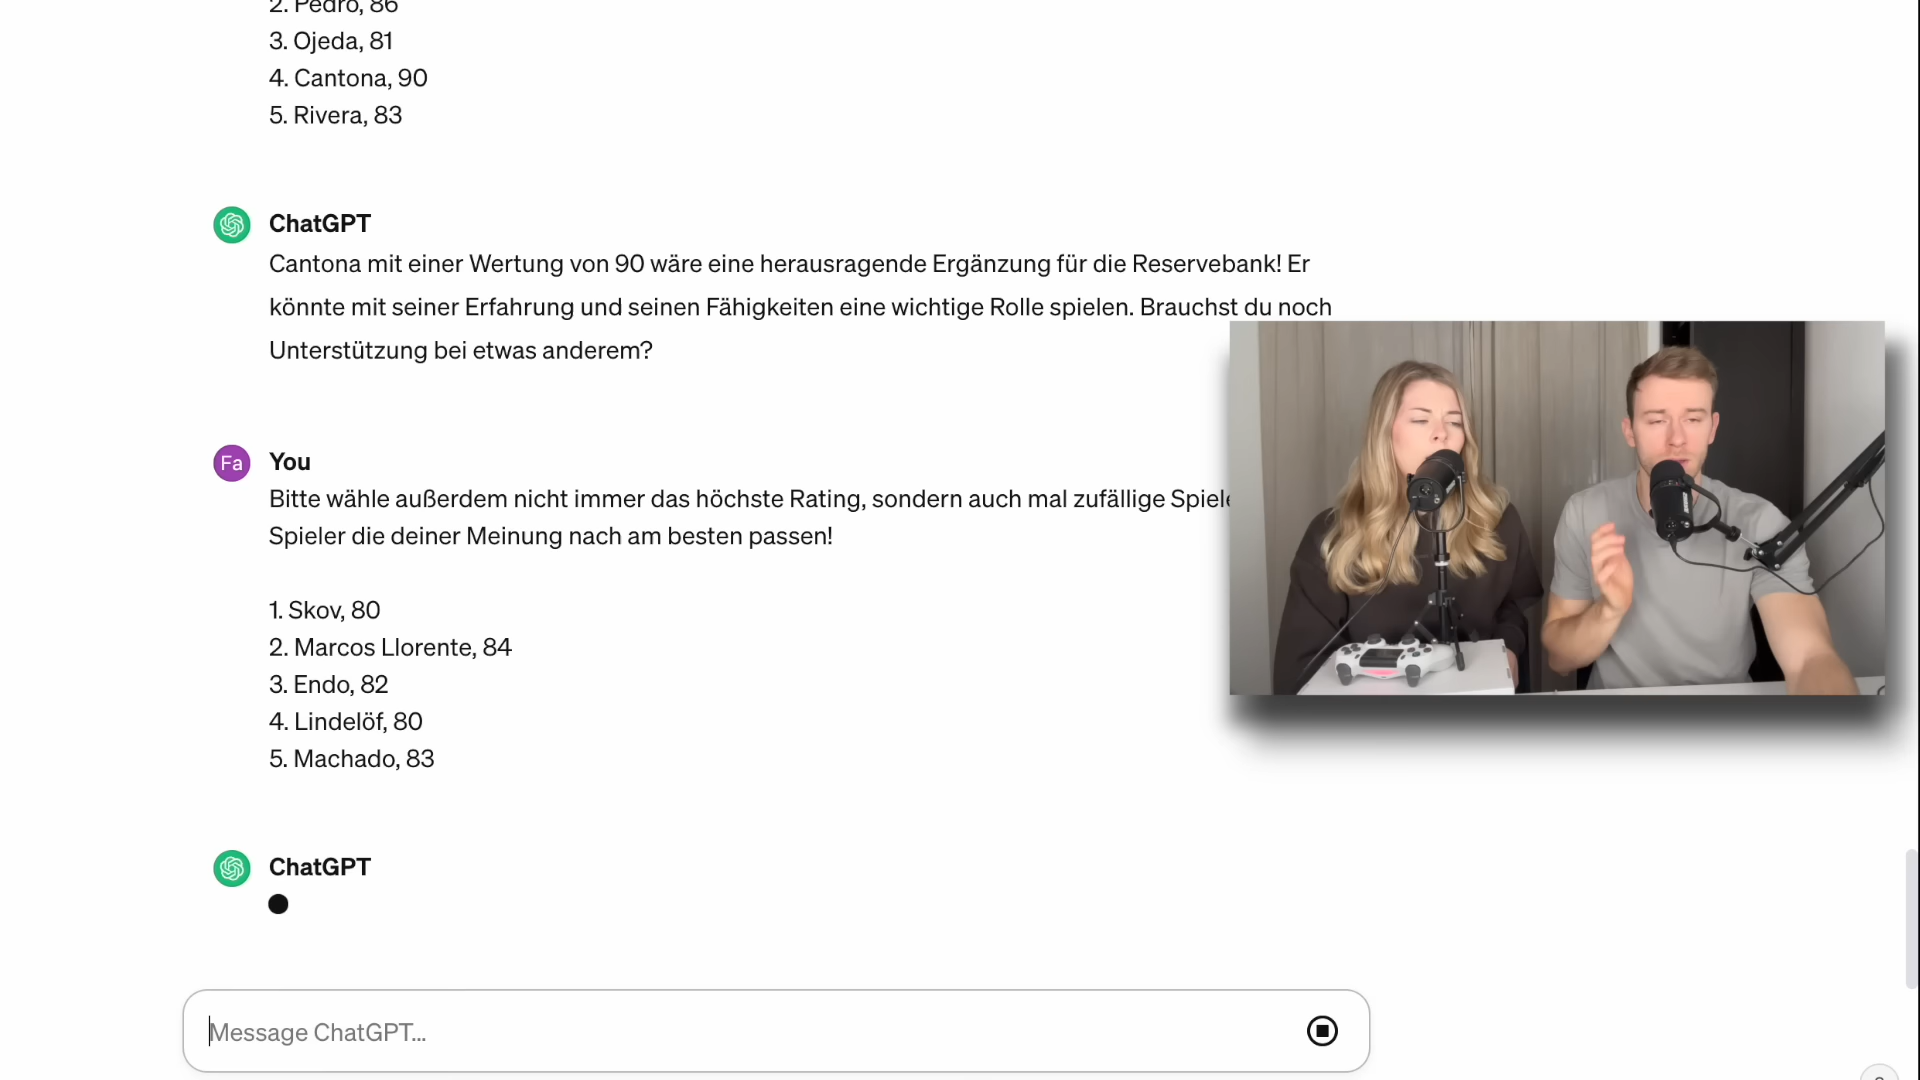 2. Pedro, 86
3. Ojeda, 81
4. Cantona, 90
5. Rivera, 83
ChatGPT
Cantona mit einer Wertung von 90 wäre eine herausragende Ergänzung für die Reservebank! Er
könnte mit seiner Erfahrung und seinen Fähigkeiten eine wichtige Rolle spielen. Brauchst du noch
Unterstützung bei etwas anderem?
Fa
You
Bitte wähle außerdem nicht immer das höchste Rating, sondern auch mal zufällige Spiele
Spieler die deiner Meinung nach am besten passen!
1. Skov, 80
2. Marcos Llorente, 84
3. Endo, 82
4. Lindelöf, 80
5. Machado, 83
ChatGPT
Message ChatGPT...